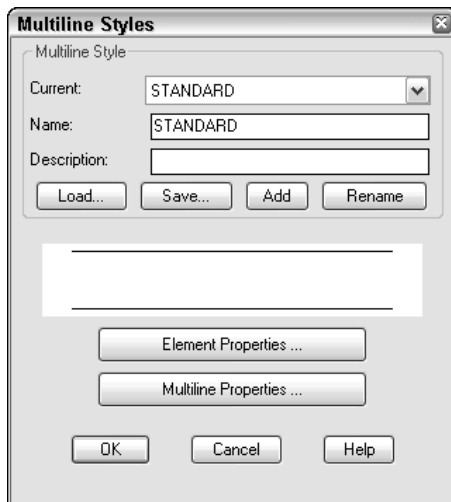 Multiline Styles
Multiline Style
Current: STANDARD
Name: STANDARD
Description:
Load... Save... Add Rename
Element Properties ...
Multiline Properties ...
OK Cancel Help